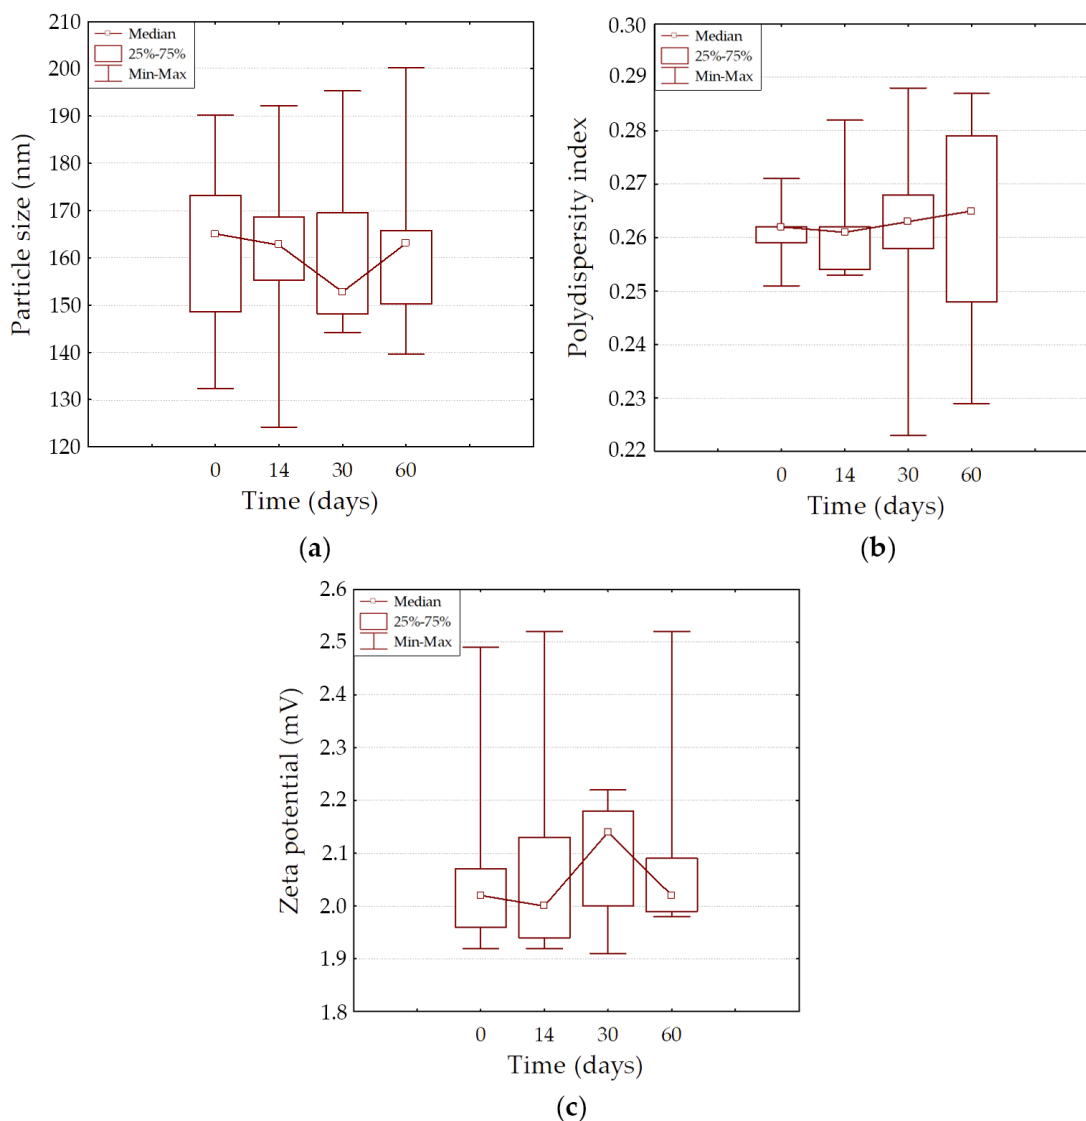 Particle size (nm)
210
200
190
180
170
160
150
140
130
120
Median
25%-75%
Min-Max
0 14 30 60
Time (days)
(a)
Polydispersity index
0.30
0.29
0.28
0.27
0.26
0.25
0.24
0.23
0.22
Median
25%-75%
Min-Max
0 14 30 60
Time (days)
(b)
Zeta potential (mV)
2.6
2.5
2.4
2.3
2.2
2.1
2.0
1.9
1.8
Median
25%-75%
Min-Max
0 14 30 60
Time (days)
(c)